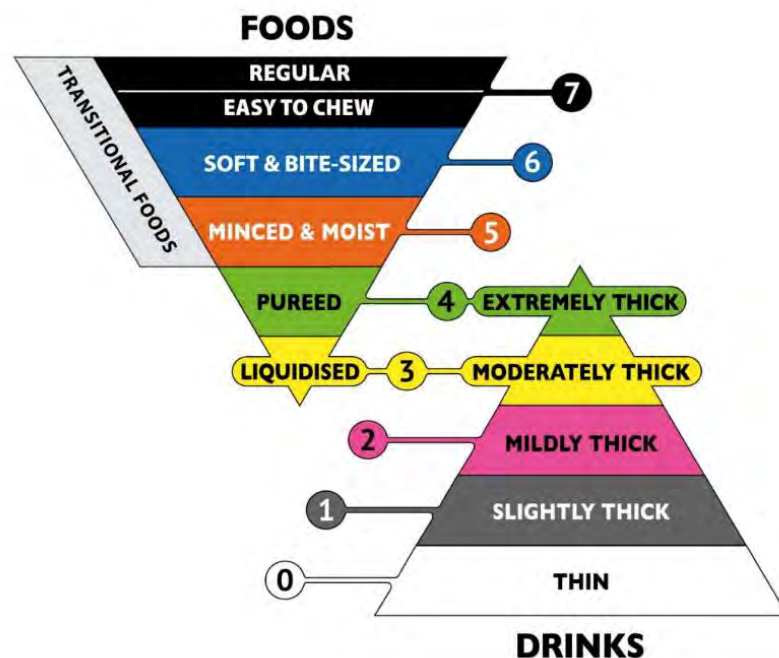 FOODS
TRANSITIONAL FOODS
REGULAR
7
EASY TO CHEW
SOFT & BITE-SIZED
6
MINCED & MOIST
5
PUREED
4
EXTREMELY THICK
LIQUIDISED
3
MODERATELY THICK
2
MILDLY THICK
1
SLIGHTLY THICK
0
THIN
DRINKS